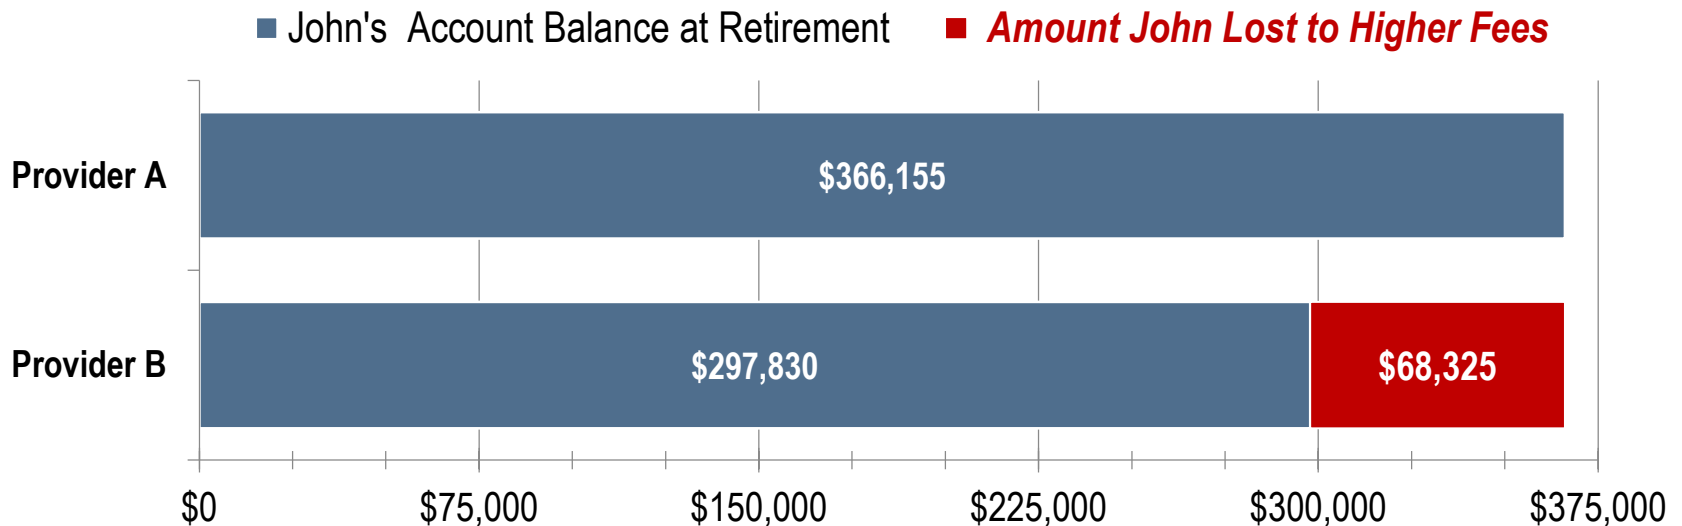 John's  Account Balance at Retirement Amount John Lost to Higher Fees
Provider A $366,155
Provider B $297,830 $68,325
$0 $75,000 $150,000 $225,000 $300,000 $375,000